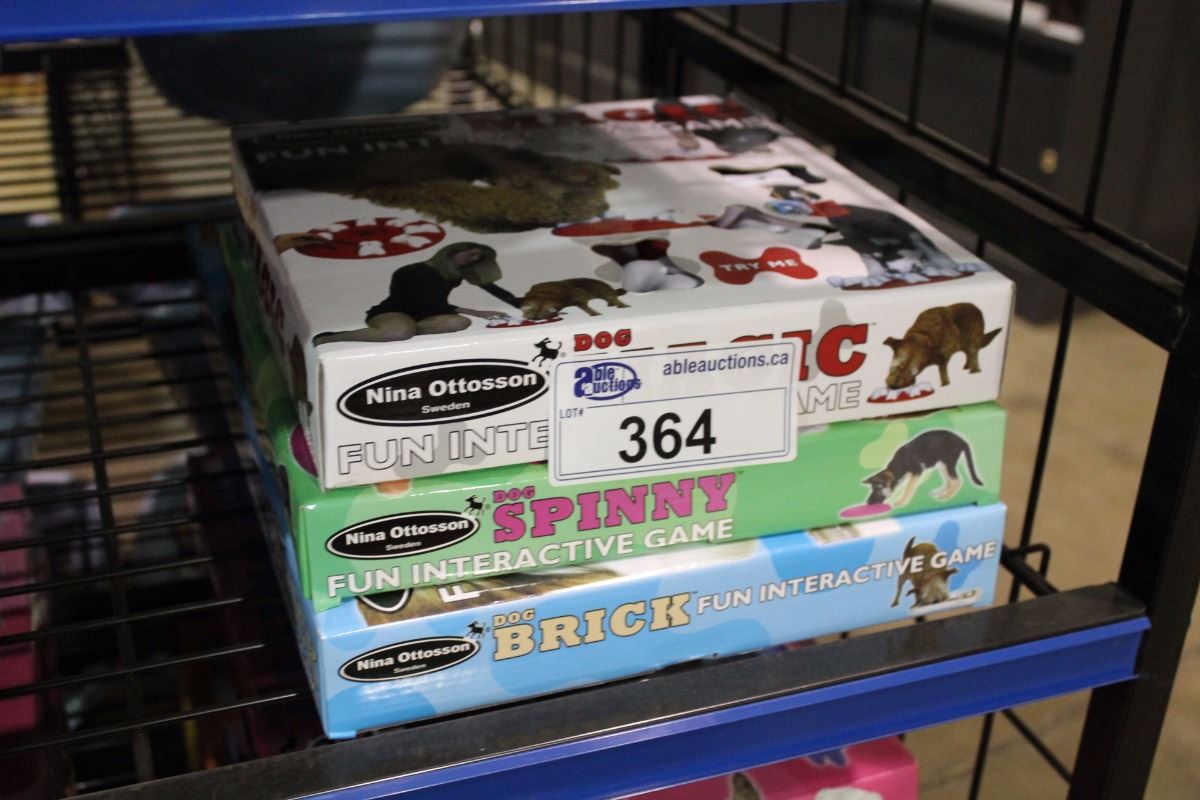 FUN INT
TRY ME
DOG
GIC
Nina Ottosson
Sweden
FUN INTE
AME
able
auctions
ableauctions.ca
LOT#
364
DOG
SPINNY
Nina Ottosson
Sweden
FUN INTERACTIVE GAME
DOG
BRICK
FUN INTERACTIVE GAME
Nina Ottosson
Sweden